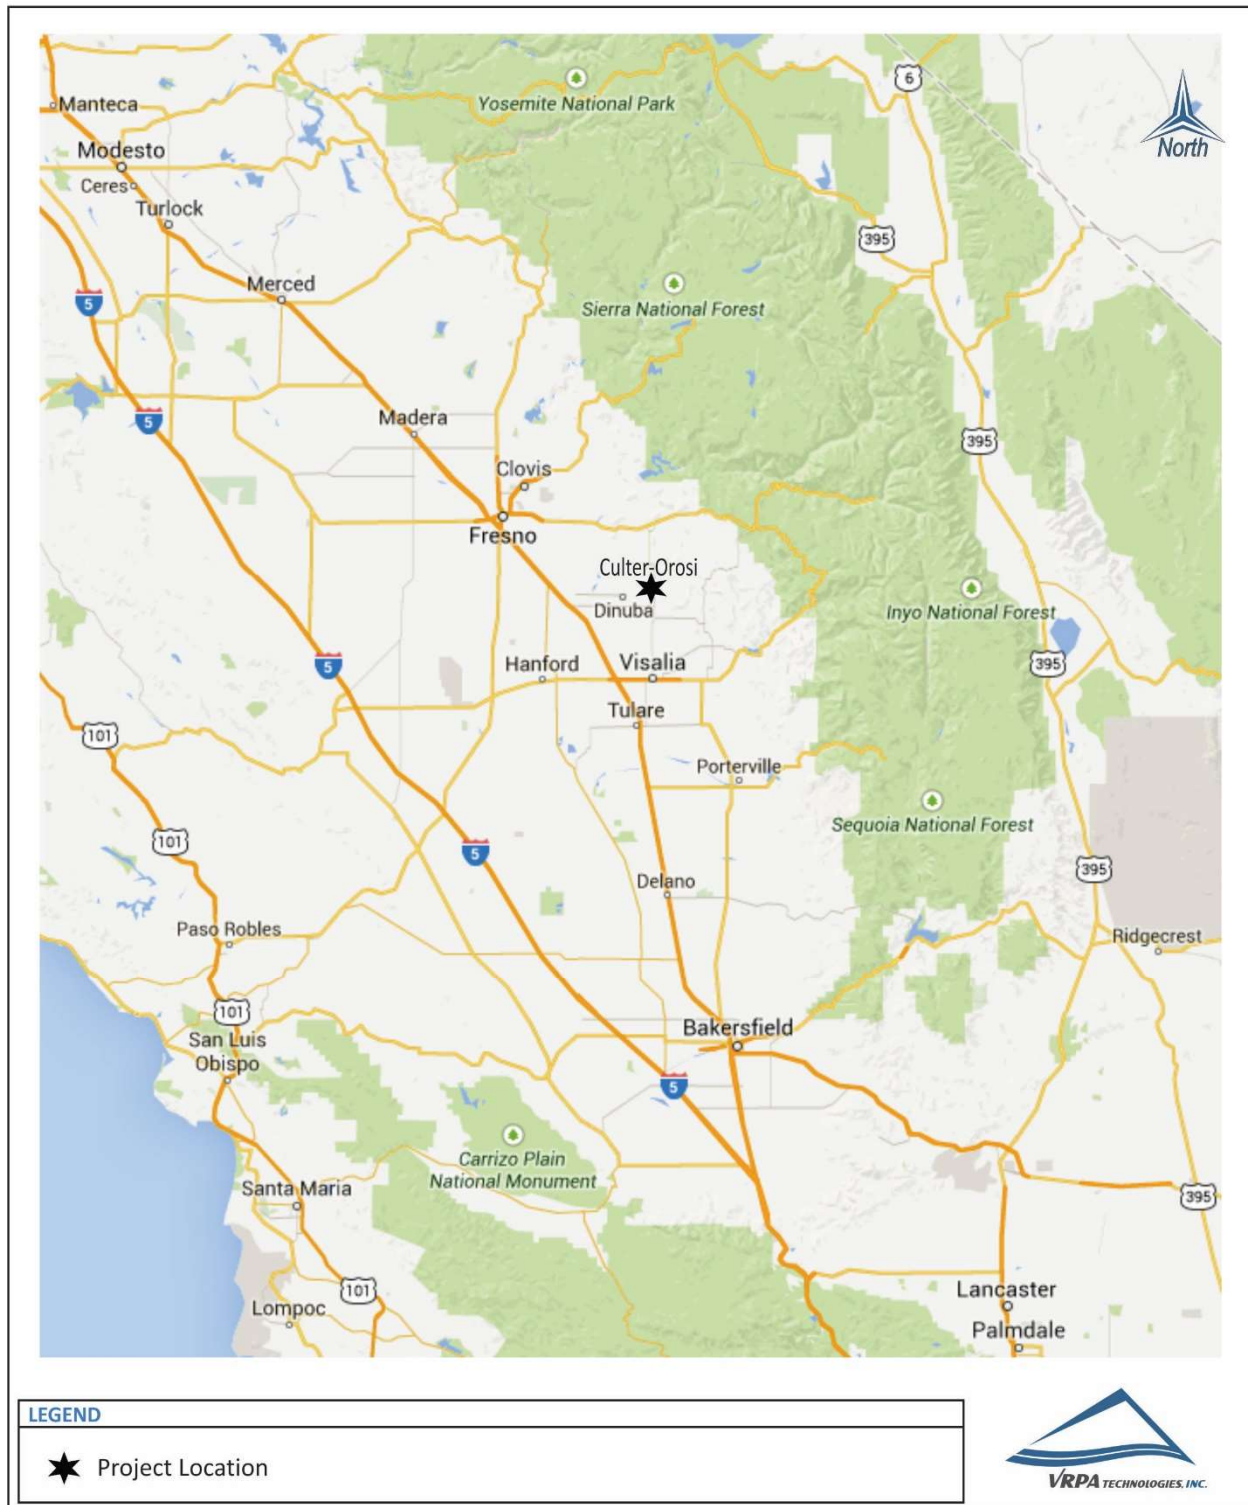 Yosemite National Park
6
North
Manteca
Modesto
Ceres
Turlock
395
Merced
5
Sierra National Forest
5
Madera
395
Clovis
Fresno
Culter-Orosi
Dinuba
Inyo National Forest
5
Hanford
Visalia
395
Tulare
101
Porterville
Sequoia National Forest
101
5
395
Delano
Paso Robles
Ridgecrest
101
San Luis
Obispo
Bakersfield
5
Carrizo Plain
National Monument
Santa Maria
395
101
Lompoc
Lancaster
Palmdale
LEGEND
Project Location
VRPA TECHNOLOGIES, INC.